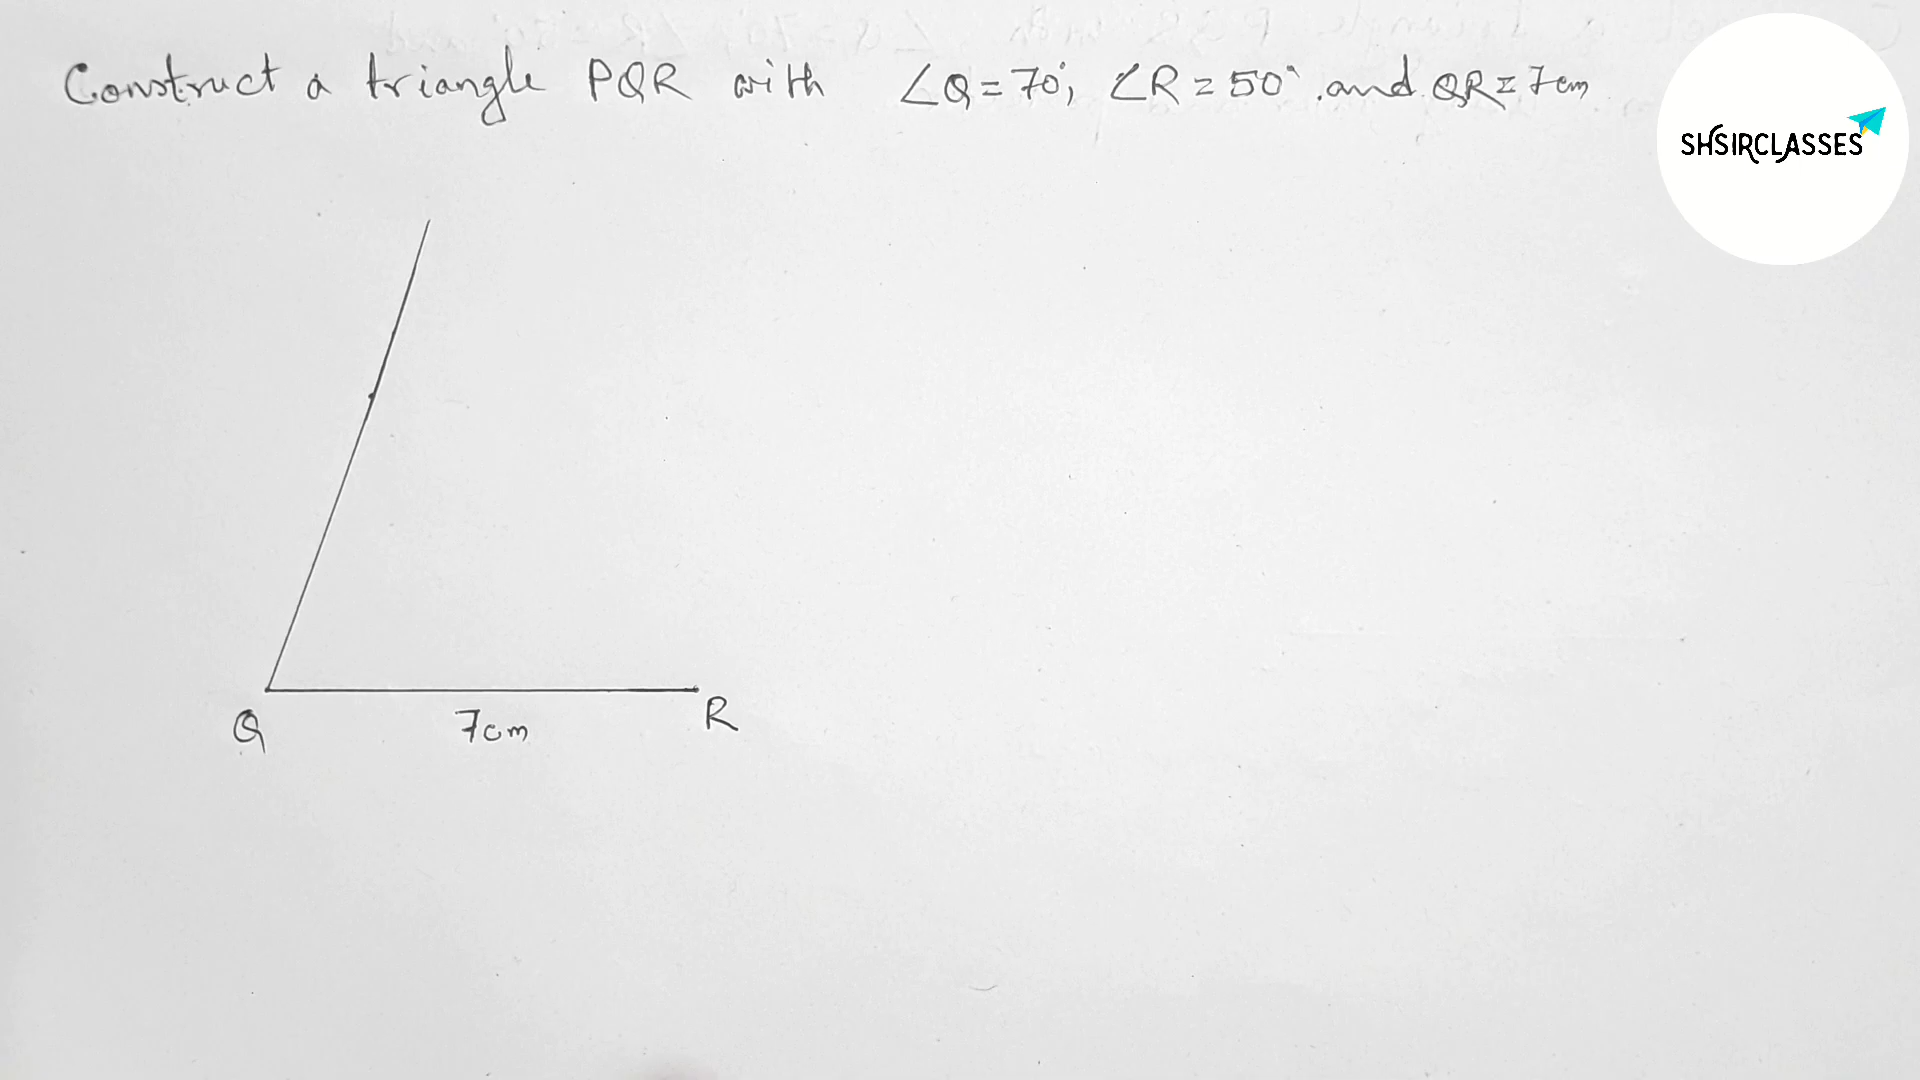 Construct a triangle PQR with ∠Q = 70°, ∠R = 50° and QR = 7cm
SHSIRCLASSES
Q 7cm R